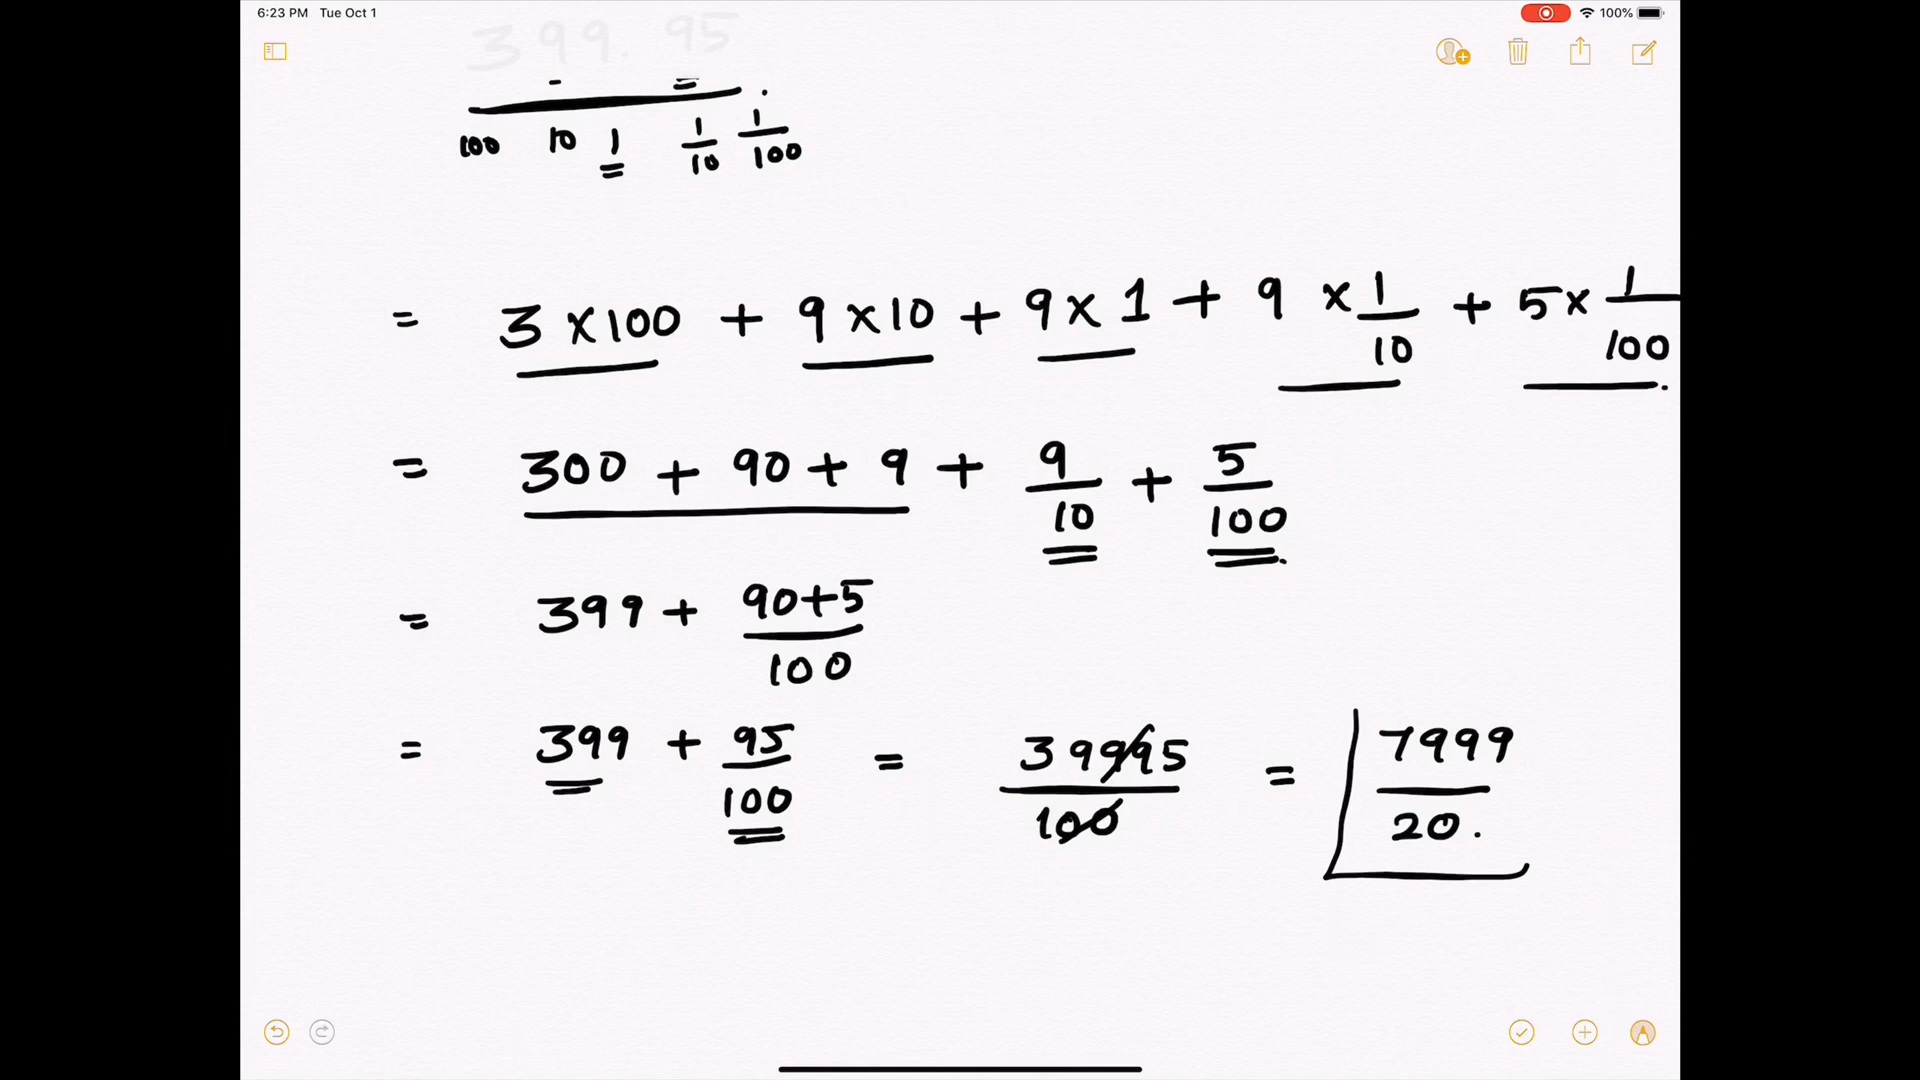 6:23 PM Tue Oct 1 100%
399.95
100 10 1 1/10 1/100
= 3 × 100 + 9 × 10 + 9 × 1 + 9 × 1/10 + 5 × 1/100
= 300 + 90 + 9 + 9/10 + 5/100
= 399 + 90+5/100
= 399 + 95/100 = 39995/100 = 7999/20.